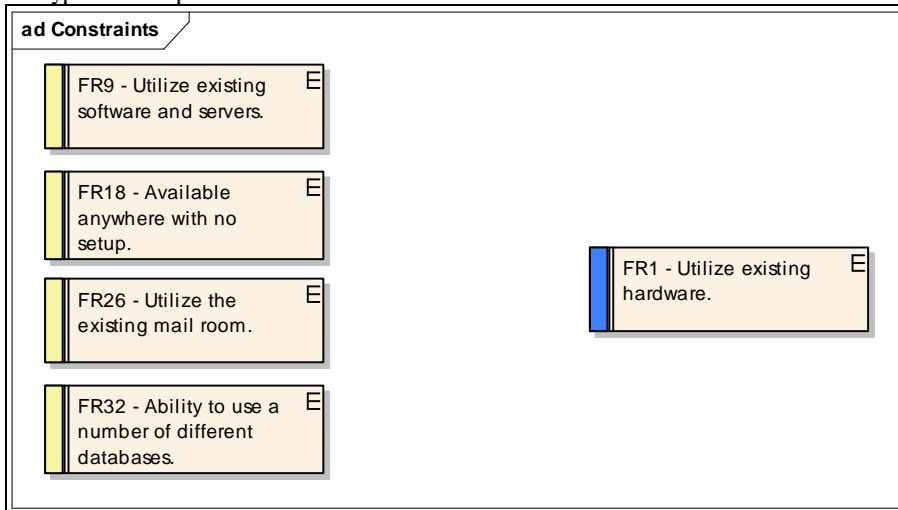 ad Constraints
FR9 - Utilize existing
software and servers.
E
FR18 - Available
anywhere with no
setup.
E
FR26 - Utilize the
existing mail room.
E
FR32 - Ability to use a
number of different
databases.
E
FR1 - Utilize existing
hardware.
E